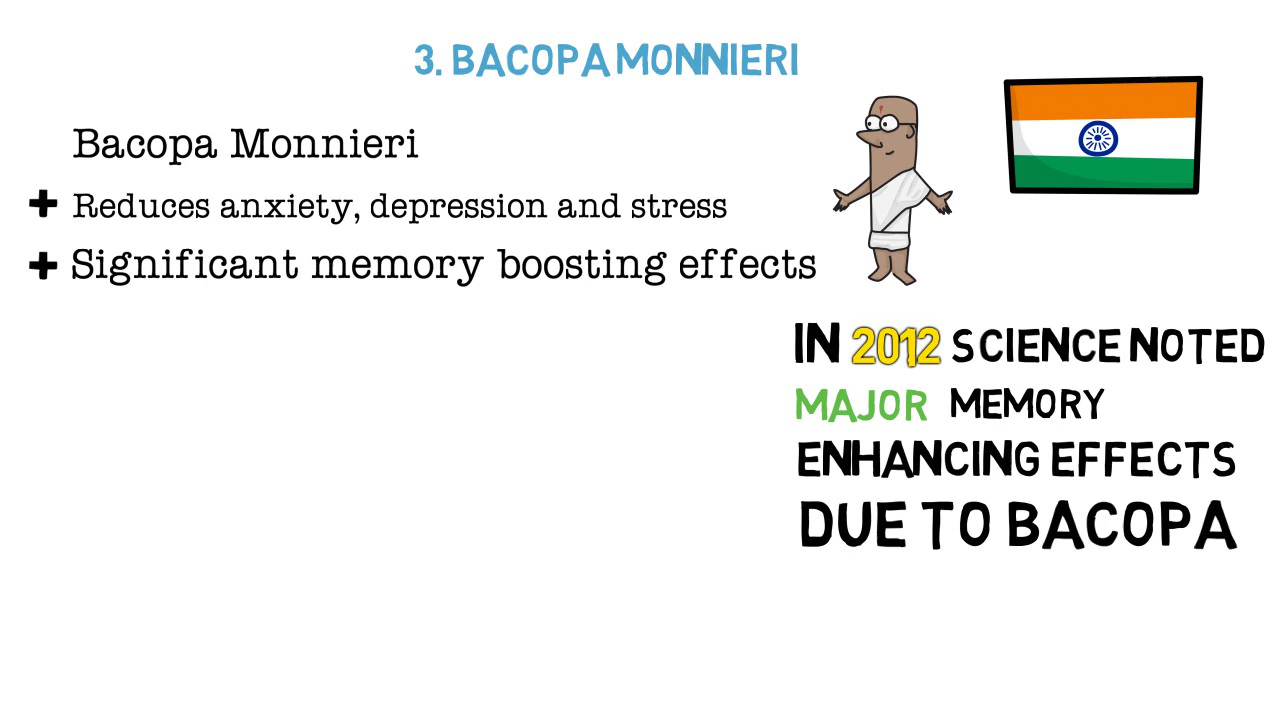 3. BACOPA MONNIERI
Bacopa Monnieri
+ Reduces anxiety, depression and stress
+ Significant memory boosting effects
IN 2012 SCIENCE NOTED
MAJOR MEMORY
ENHANCING EFFECTS
DUE TO BACOPA